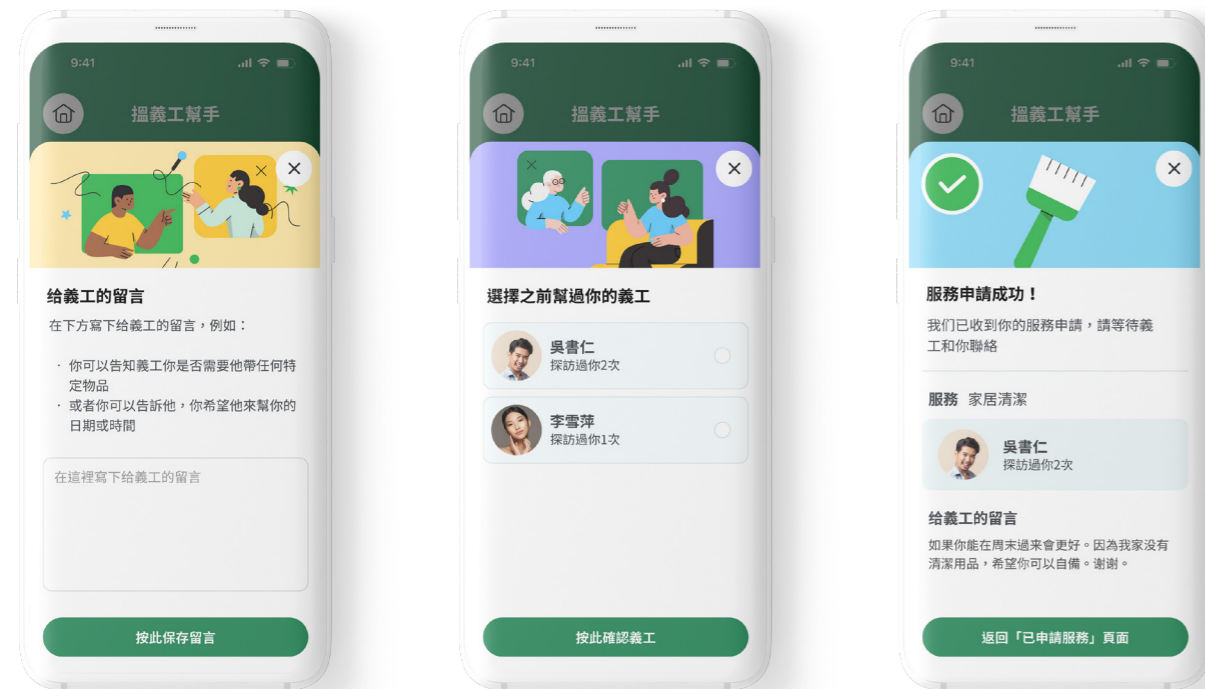 9:41
搵義工幫手
给義工的留言
在下方寫下给義工的留言，例如：
· 你可以告知義工你是否需要他帶任何特
定物品
· 或者你可以告訴他，你希望他來幫你的
日期或時間
在這裡寫下给義工的留言
按此保存留言
9:41
搵義工幫手
選擇之前幫過你的義工
吳書仁
探訪過你2次
李雪萍
探訪過你1次
按此確認義工
9:41
搵義工幫手
服務申請成功！
我们已收到你的服務申請，請等待義
工和你聯絡
服務 家居清潔
吳書仁
探訪過你2次
给義工的留言
如果你能在周末過来會更好。因為我家没有
清潔用品，希望你可以自備。谢谢。
返回「已申請服務」頁面